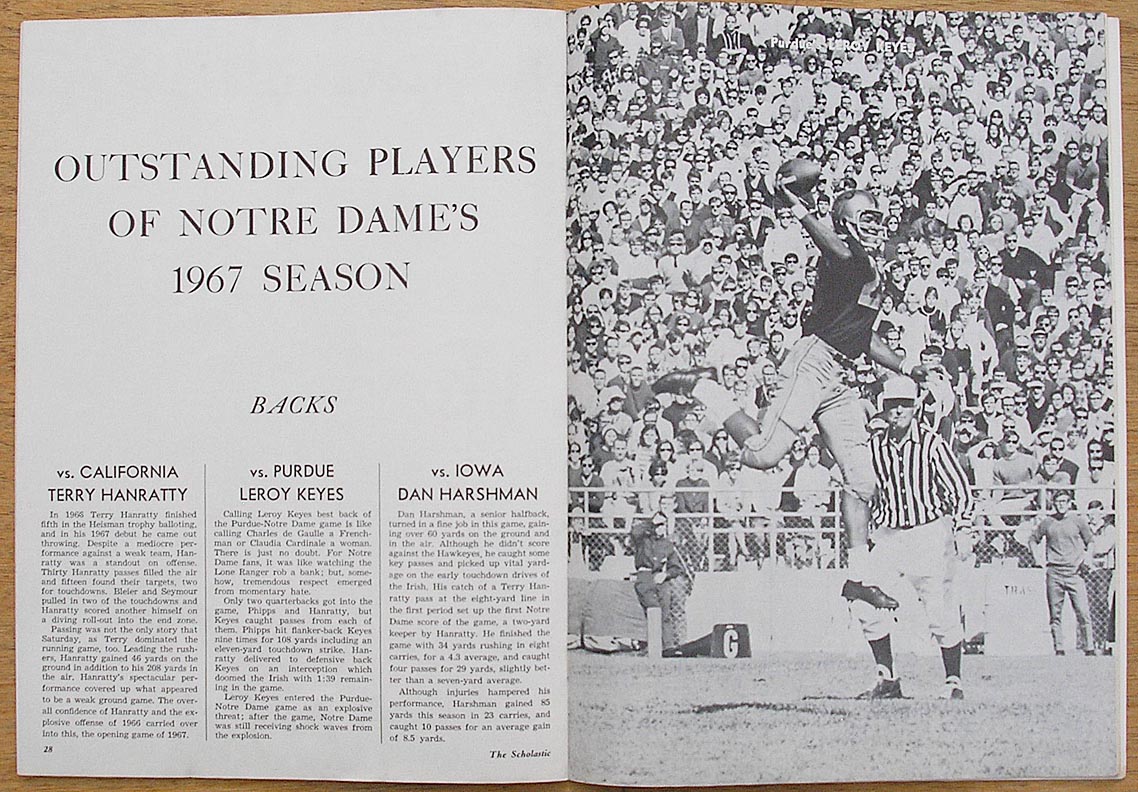 OUTSTANDING PLAYERS
OF NOTRE DAME'S
1967 SEASON
BACKS
vs. CALIFORNIA
TERRY HANRATTY
In 1966 Terry Hanratty finished
fifth in the Heisman trophy balloting,
and in his 1967 debut he came out
throwing. Despite a mediocre per-
formance against a weak team, Han-
ratty was a standout on offense.
Thirty Hanratty passes filled the air
and fifteen found their targets, two
for touchdowns. Bleier and Seymour
pulled in two of the touchdowns and
Hanratty scored another himself on
a diving roll-out into the end zone.
Passing was not the only story that
Saturday, as Terry dominated the
running game, too. Leading the rush-
ers, Hanratty gained 46 yards on the
ground in addition to his 208 yards in
the air. Hanratty's spectacular per-
formance covered up what appeared
to be a weak ground game. The over-
all confidence of Hanratty and the ex-
plosive offense of 1966 carried over
into this, the opening game of 1967.
vs. PURDUE
LEROY KEYES
Calling Leroy Keyes best back of
the Purdue-Notre Dame game is like
calling Charles de Gaulle a French-
man or Claudia Cardinale a woman.
There is just no doubt. For Notre
Dame fans, it was like watching the
Lone Ranger rob a bank; but, some-
how, tremendous respect emerged
from momentary hate.
Only two quarterbacks got into the
game, Phipps and Hanratty, but
Keyes caught passes from each of
them. Phipps hit flanker-back Keyes
nine times for 108 yards including an
eleven-yard touchdown strike. Han-
ratty delivered to defensive back
Keyes on an interception which
doomed the Irish with 1:39 remain-
ing in the game.
Leroy Keyes entered the Purdue-
Notre Dame game as an explosive
threat; after the game, Notre Dame
was still receiving shock waves from
the explosion.
vs. IOWA
DAN HARSHMAN
Dan Harshman, a senior halfback,
turned in a fine job in this game, gain-
ing over 60 yards on the ground and
in the air. Although he didn't score
against the Hawkeyes, he caught some
key passes and picked up vital yard-
age on the early touchdown drives of
the Irish. His catch of a Terry Han-
ratty pass at the eight-yard line in
the first period set up the first Notre
Dame score of the game, a two-yard
keeper by Hanratty. He finished the
game with 34 yards rushing in eight
carries, for a 4.3 average, and caught
four passes for 29 yards, slightly bet-
ter than a seven-yard average.
Although injuries hampered his
performance, Harshman gained 85
yards this season in 23 carries, and
caught 10 passes for an average gain
of 8.5 yards.
28
The Scholastic
Purdue's LEROY KEYES
G